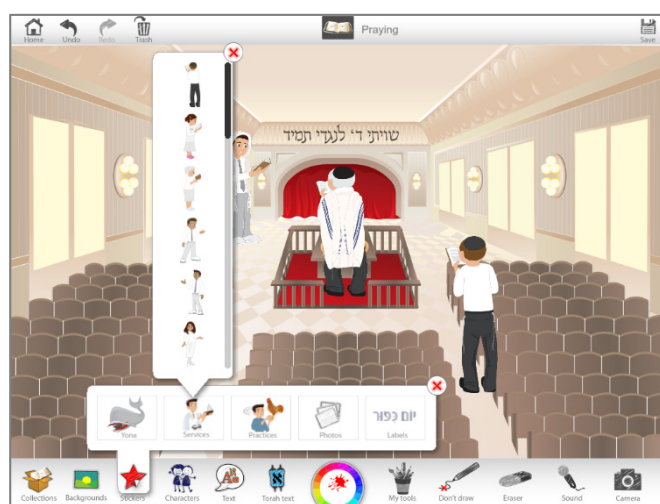 Home Undo Redo Trash Praying Save
שויתי ד' לנגדי תמיד
יום כפור
Yona Services Practices Photos Labels
Collections Backgrounds Stickers Characters Text Torah text My tools Don't draw Eraser Sound Camera